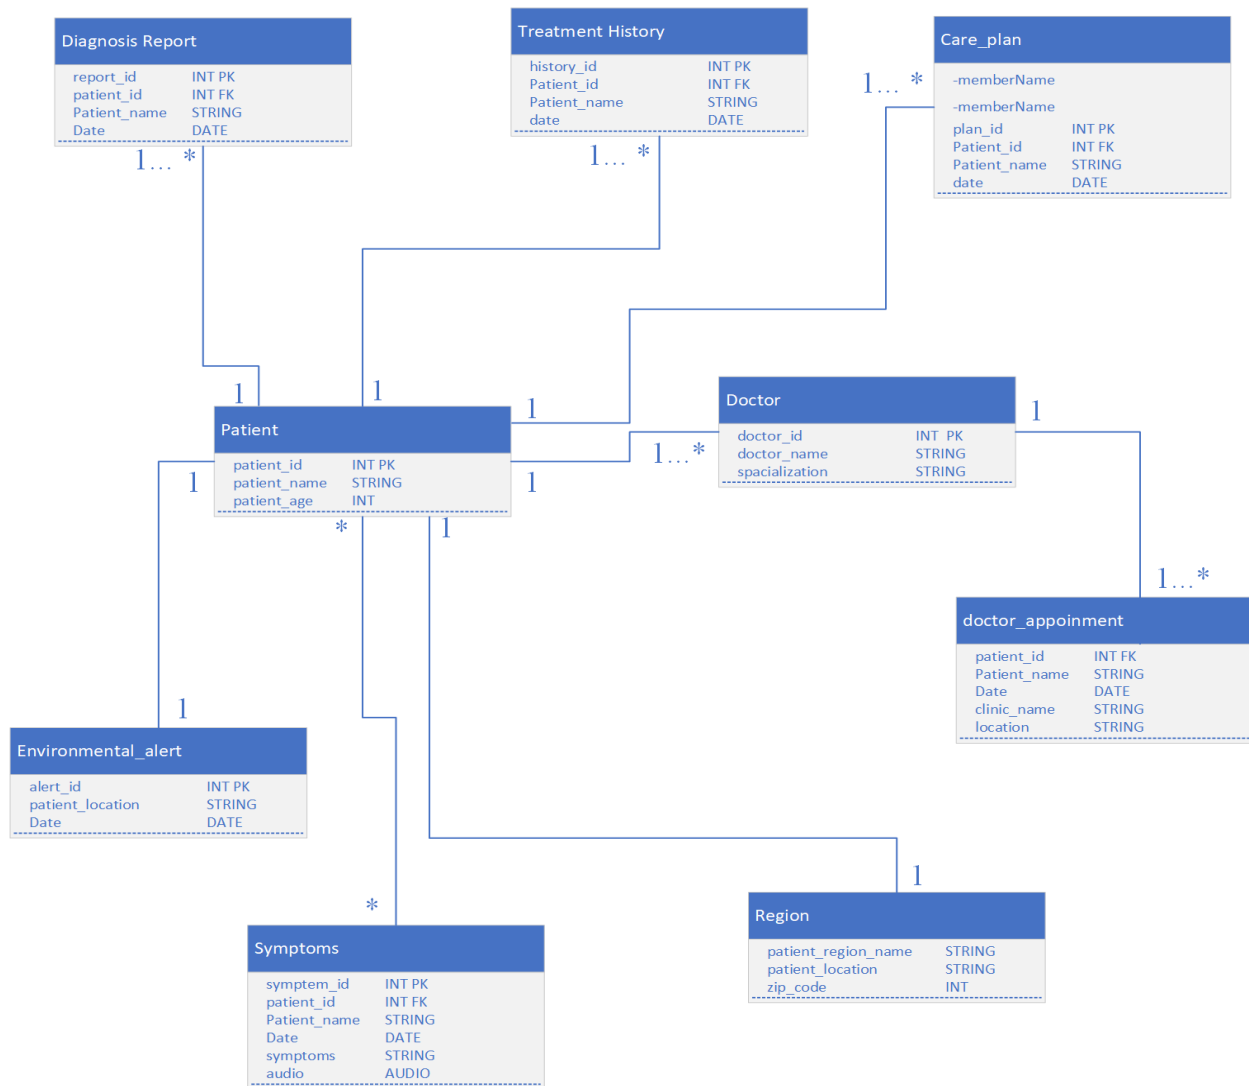 Diagnosis Report
report_id INT PK
patient_id INT FK
Patient_name STRING
Date DATE
1... *
Treatment History
history_id INT PK
Patient_id INT FK
Patient_name STRING
date DATE
1... *
Care_plan
-memberName
-memberName
plan_id INT PK
Patient_id INT FK
Patient_name STRING
date DATE
1... *
1
1
1
Patient
patient_id INT PK
patient_name STRING
patient_age INT
1
1
*
1
1...*
Doctor
doctor_id INT PK
doctor_name STRING
spacialization STRING
1
1...*
doctor_appoinment
patient_id INT FK
Patient_name STRING
Date DATE
clinic_name STRING
location STRING
1
Environmental_alert
alert_id INT PK
patient_location STRING
Date DATE
*
Symptoms
symptem_id INT PK
patient_id INT FK
Patient_name STRING
Date DATE
symptoms STRING
audio AUDIO
1
Region
patient_region_name STRING
patient_location STRING
zip_code INT